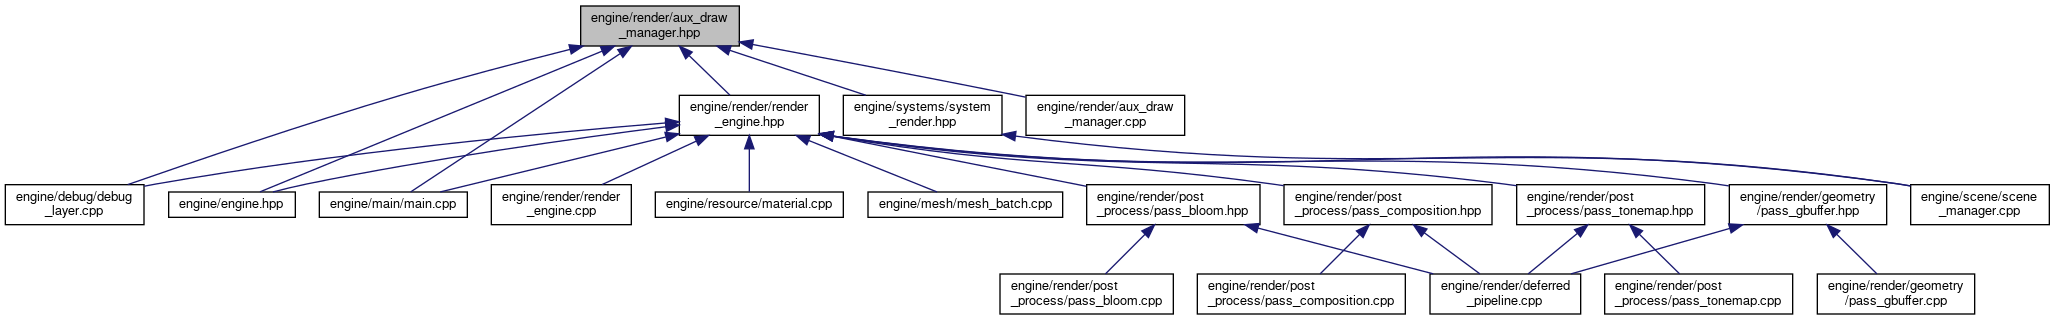 engine/render/aux_draw
_manager.hpp
engine/render/render
_engine.hpp
engine/systems/system
_render.hpp
engine/render/aux_draw
_manager.cpp
engine/debug/debug
_layer.cpp
engine/engine.hpp
engine/main/main.cpp
engine/render/render
_engine.cpp
engine/resource/material.cpp
engine/mesh/mesh_batch.cpp
engine/render/post
_process/pass_bloom.hpp
engine/render/post
_process/pass_composition.hpp
engine/render/post
_process/pass_tonemap.hpp
engine/render/geometry
/pass_gbuffer.hpp
engine/scene/scene
_manager.cpp
engine/render/post
_process/pass_bloom.cpp
engine/render/post
_process/pass_composition.cpp
engine/render/deferred
_pipeline.cpp
engine/render/post
_process/pass_tonemap.cpp
engine/render/geometry
/pass_gbuffer.cpp